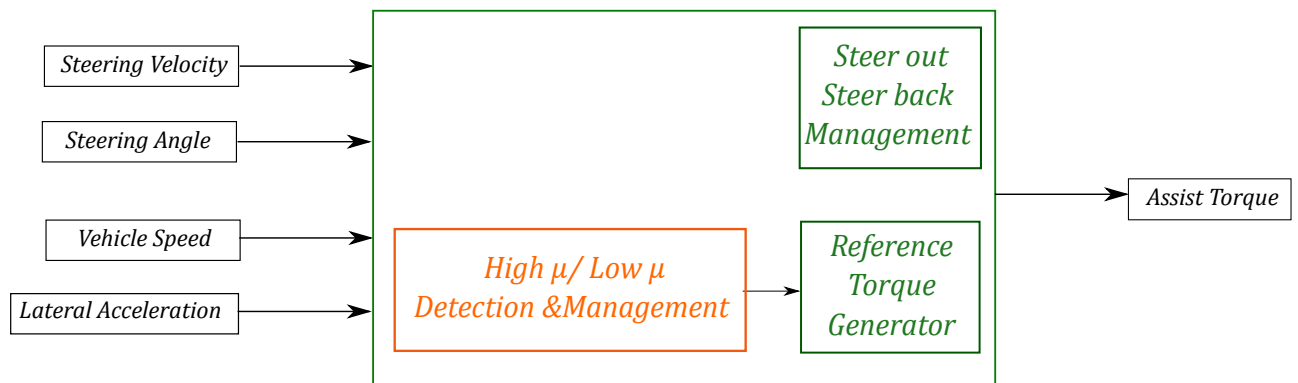 Steering Velocity
Steering Angle
Vehicle Speed
Lateral Acceleration
High μ/ Low μ
Detection &Management
Steer out
Steer back
Management
Reference
Torque
Generator
Assist Torque